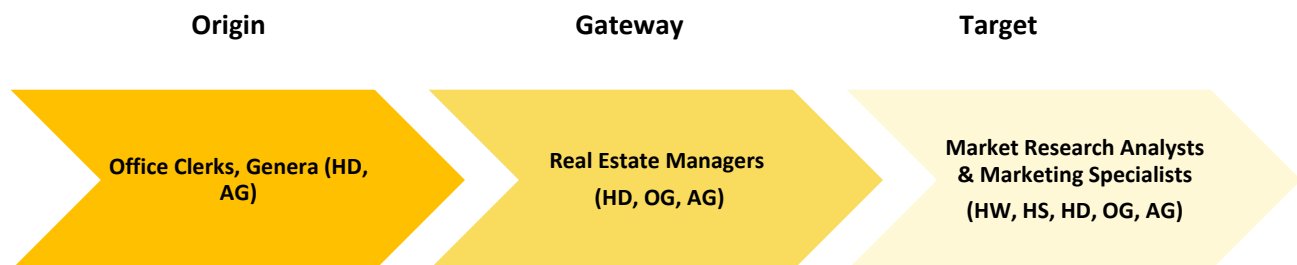 Origin
Gateway
Target
Office Clerks, Genera (HD,
AG)
Real Estate Managers
(HD, OG, AG)
Market Research Analysts
& Marketing Specialists
(HW, HS, HD, OG, AG)